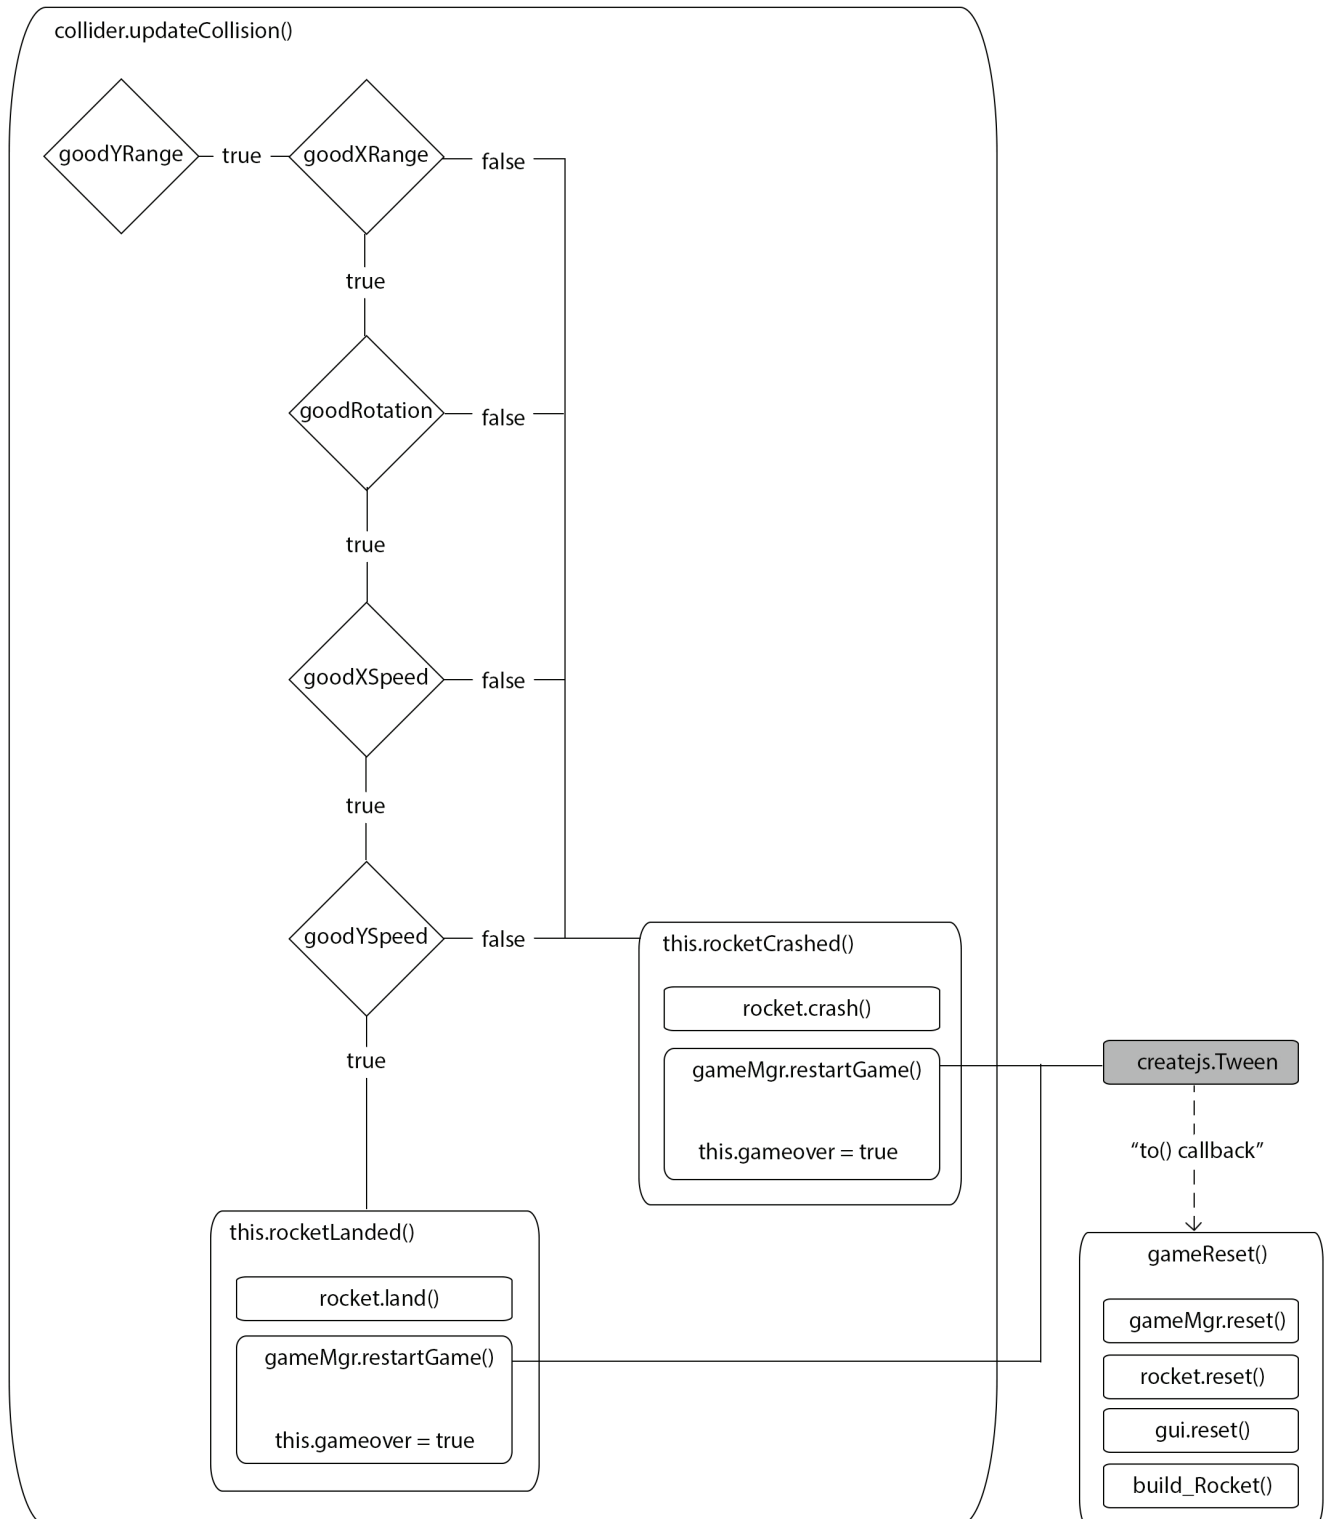 collider.updateCollision()
goodYRange
true
goodXRange
false
true
goodRotation
false
true
goodXSpeed
false
true
goodYSpeed
false
true
this.rocketCrashed()
rocket.crash()
gameMgr.restartGame()
this.gameover = true
createjs.Tween
“to() callback”
this.rocketLanded()
rocket.land()
gameMgr.restartGame()
this.gameover = true
gameReset()
gameMgr.reset()
rocket.reset()
gui.reset()
build_Rocket()